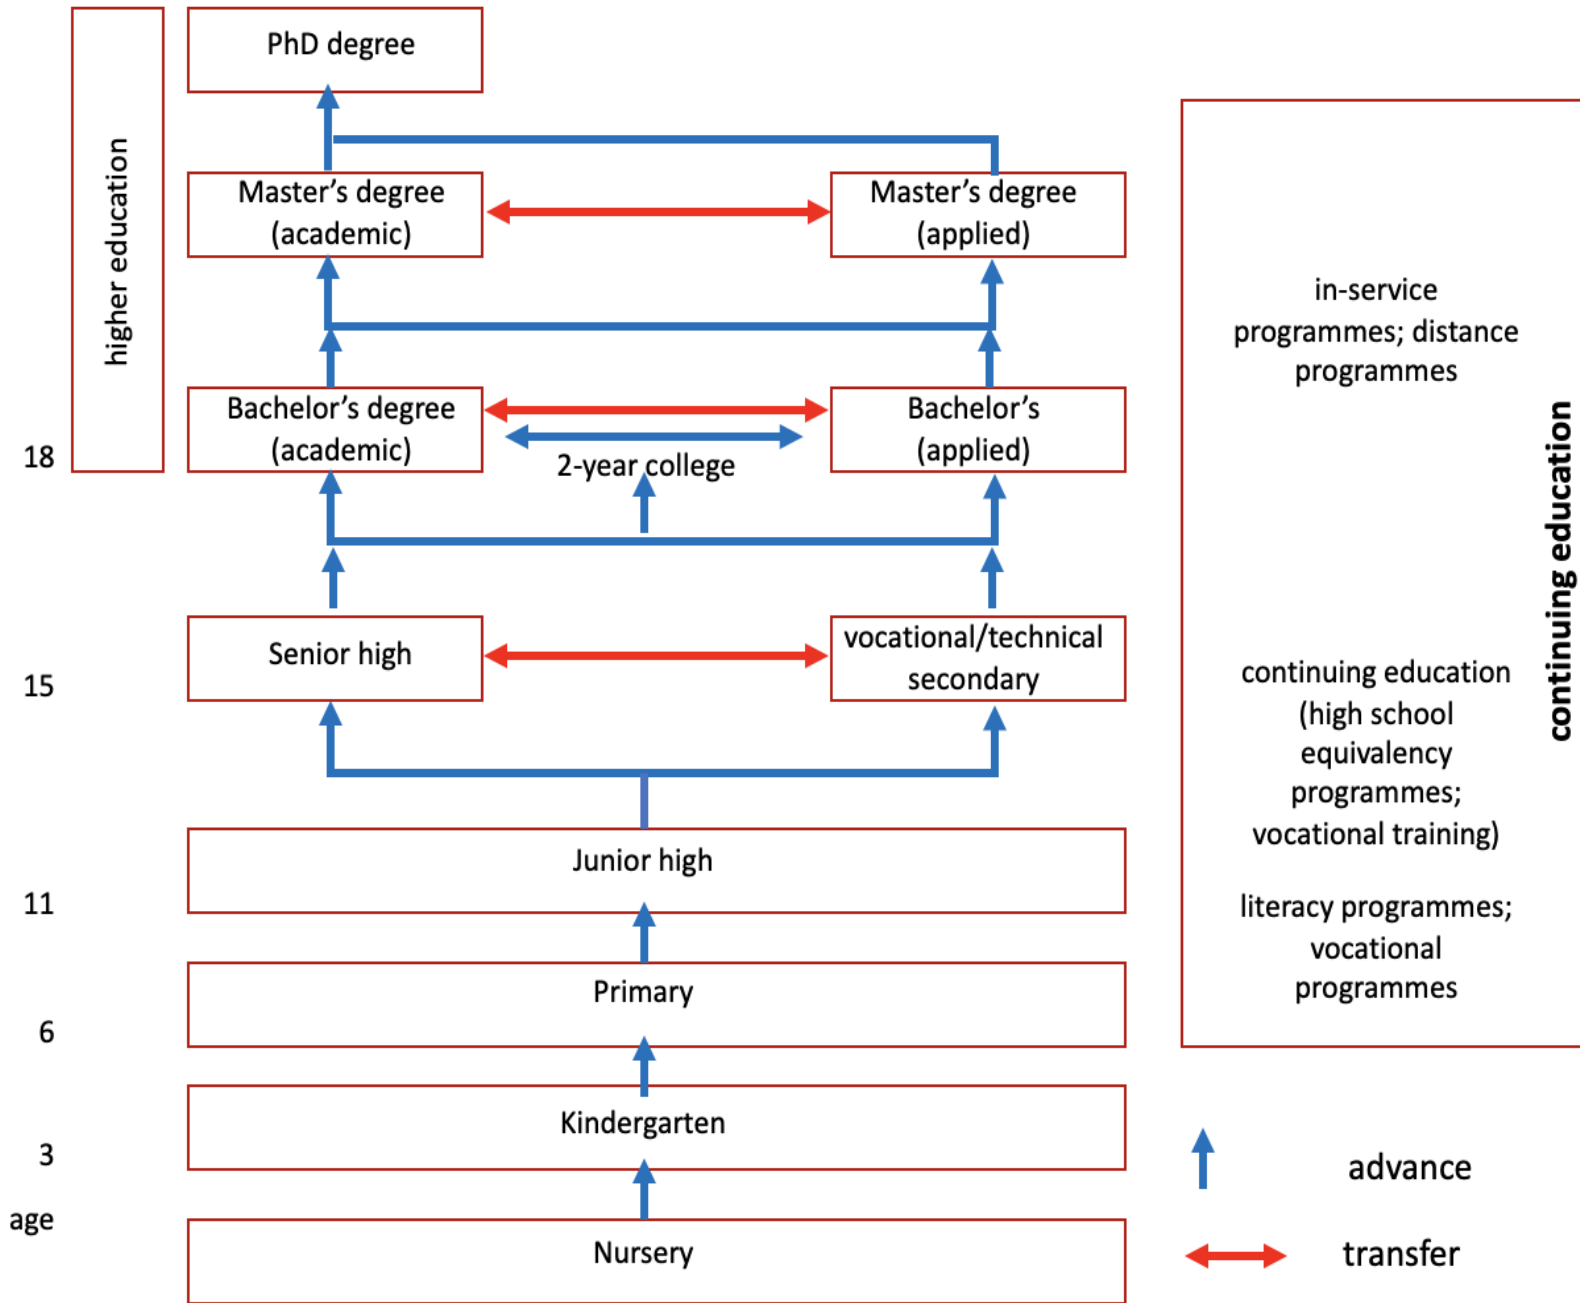 PhD degree
higher education
Master's degree
(academic)
Master's degree
(applied)
in-service
programmes; distance
programmes
Bachelor's degree
(academic)
Bachelor's
(applied)
2-year college
18
continuing education
Senior high
vocational/technical
secondary
15
continuing education
(high school
equivalency
programmes;
vocational training)
Junior high
11
literacy programmes;
vocational
programmes
Primary
6
Kindergarten
3
advance
age
Nursery
transfer